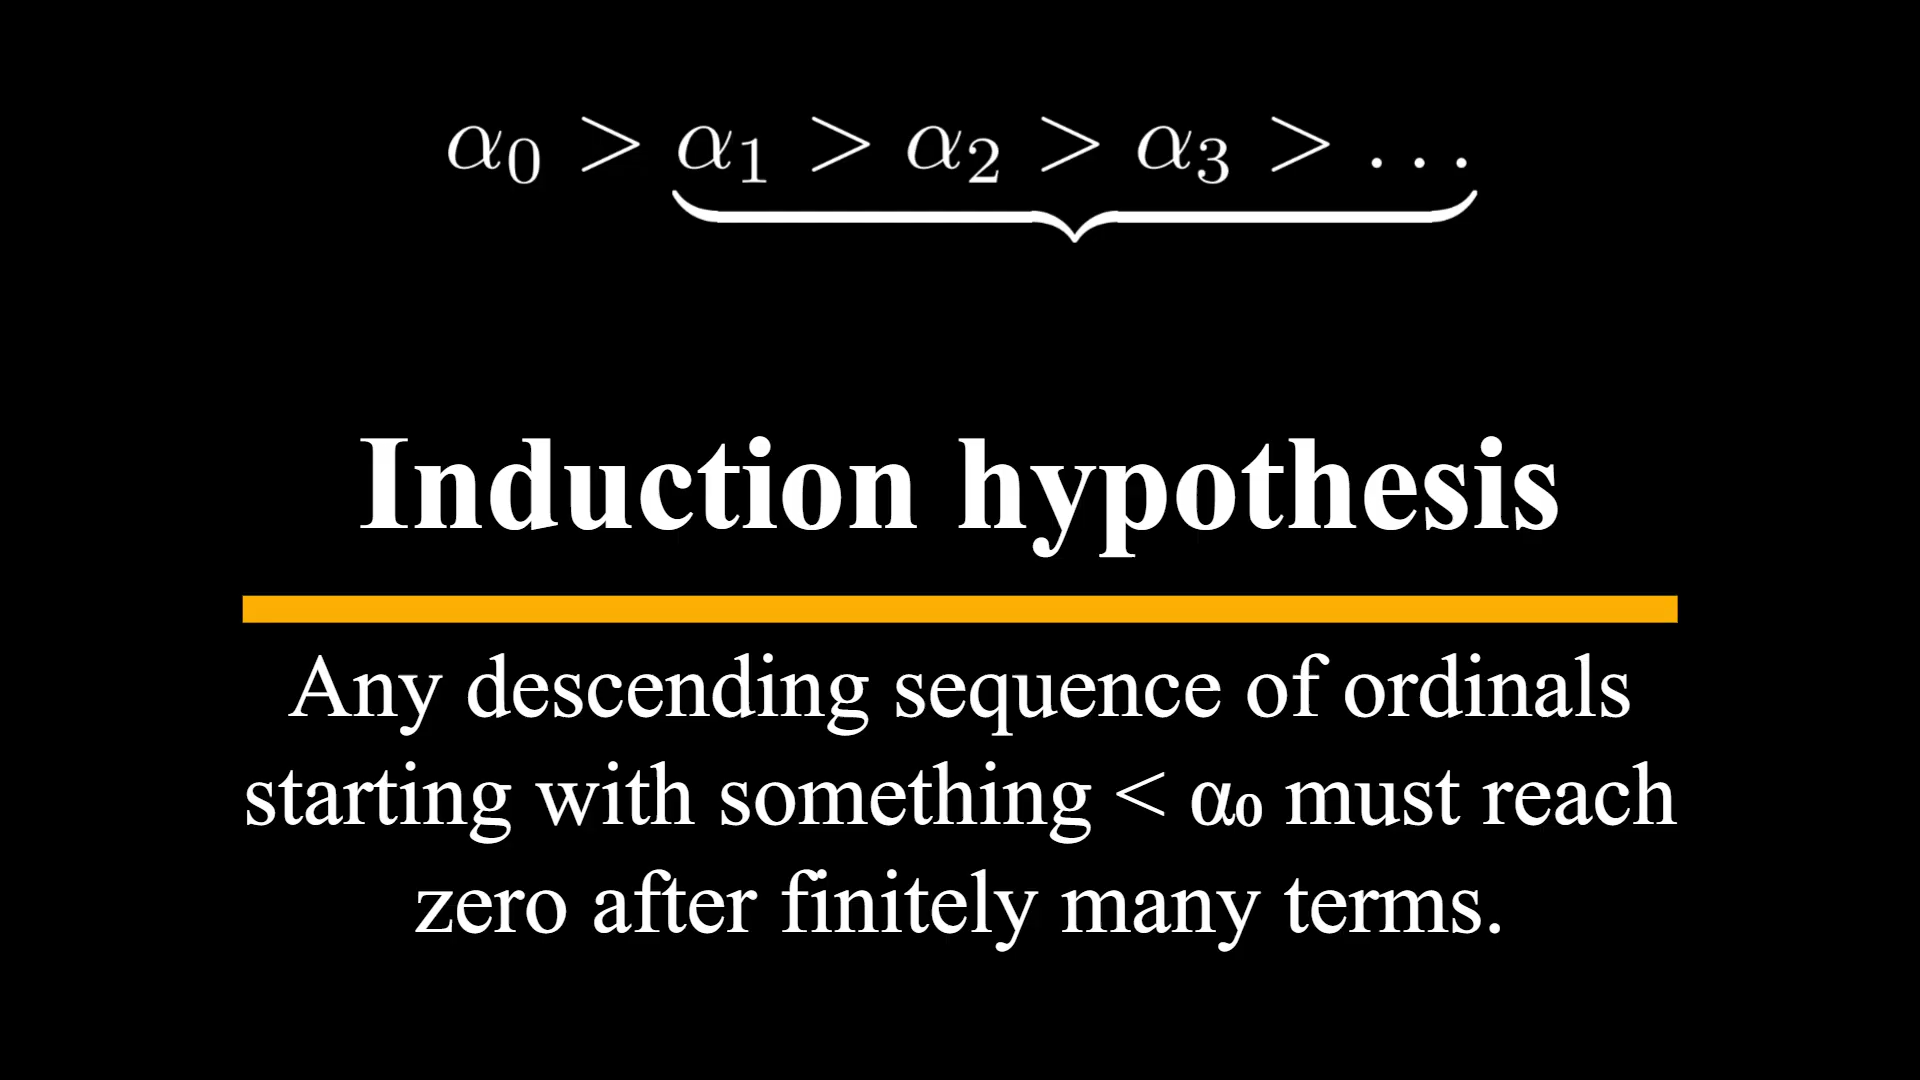 α₀ > α₁ > α₂ > α₃ > …
Induction hypothesis
Any descending sequence of ordinals
starting with something < α₀ must reach
zero after finitely many terms.